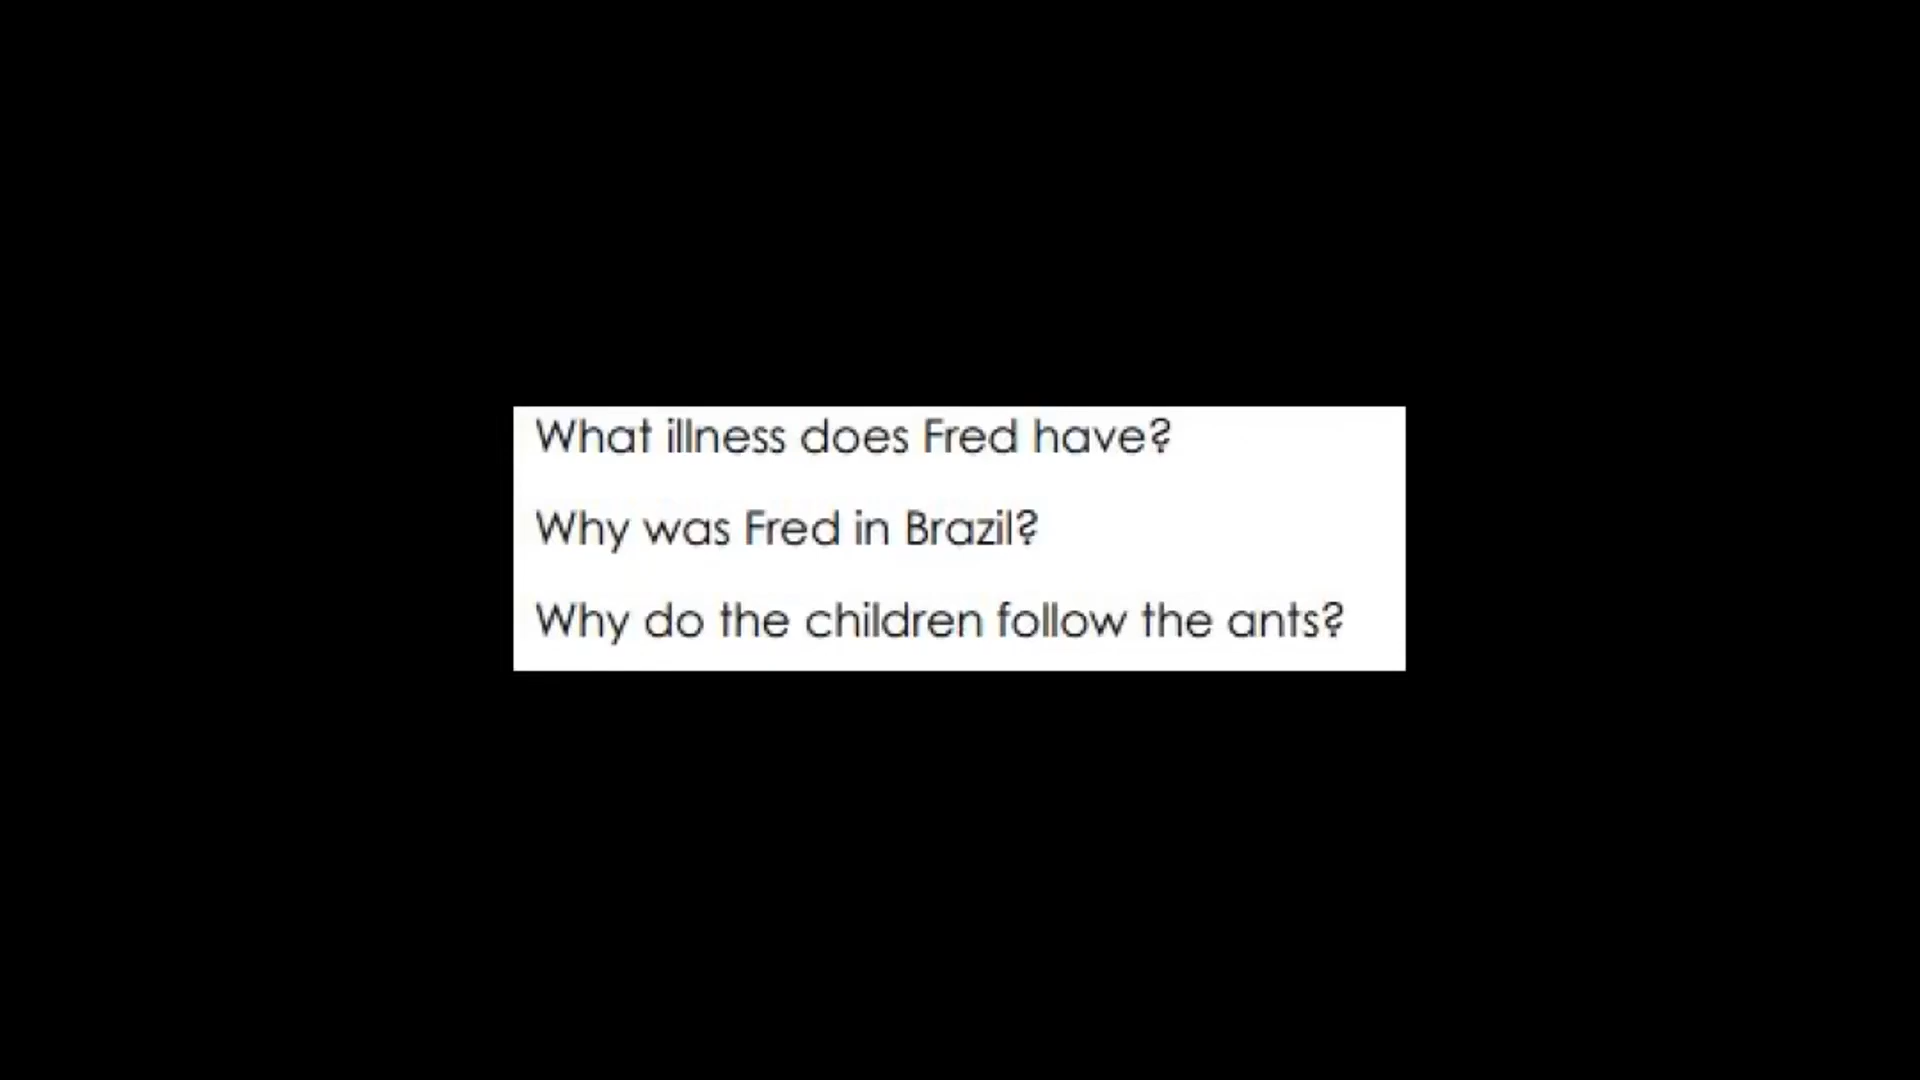 What illness does Fred have?
Why was Fred in Brazil?
Why do the children follow the ants?